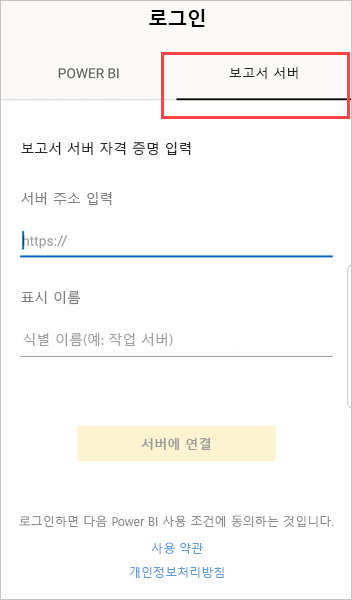 로그인
POWER BI 보고서 서버
보고서 서버 자격 증명 입력
서버 주소 입력
https://
표시 이름
식별 이름(예: 작업 서버)
서버에 연결
로그인하면 다음 Power BI 사용 조건에 동의하는 것입니다.
사용 약관
개인정보처리방침